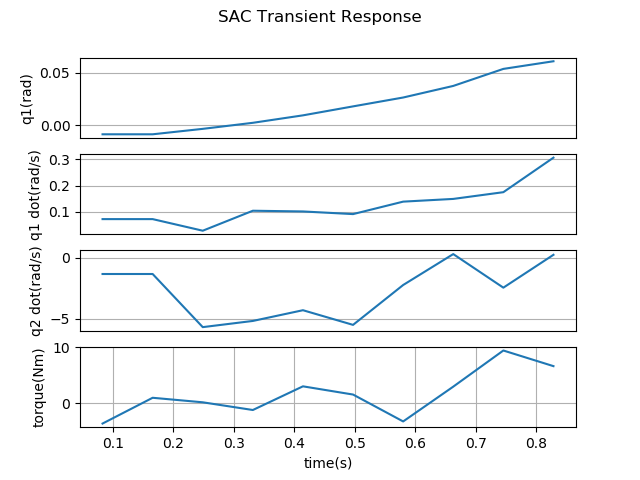 SAC Transient Response
q1(rad)
0.05
0.00
q1 dot(rad/s)
0.3
0.2
0.1
q2 dot(rad/s)
0
−5
torque(Nm)
10
0
0.1 0.2 0.3 0.4 0.5 0.6 0.7 0.8
time(s)